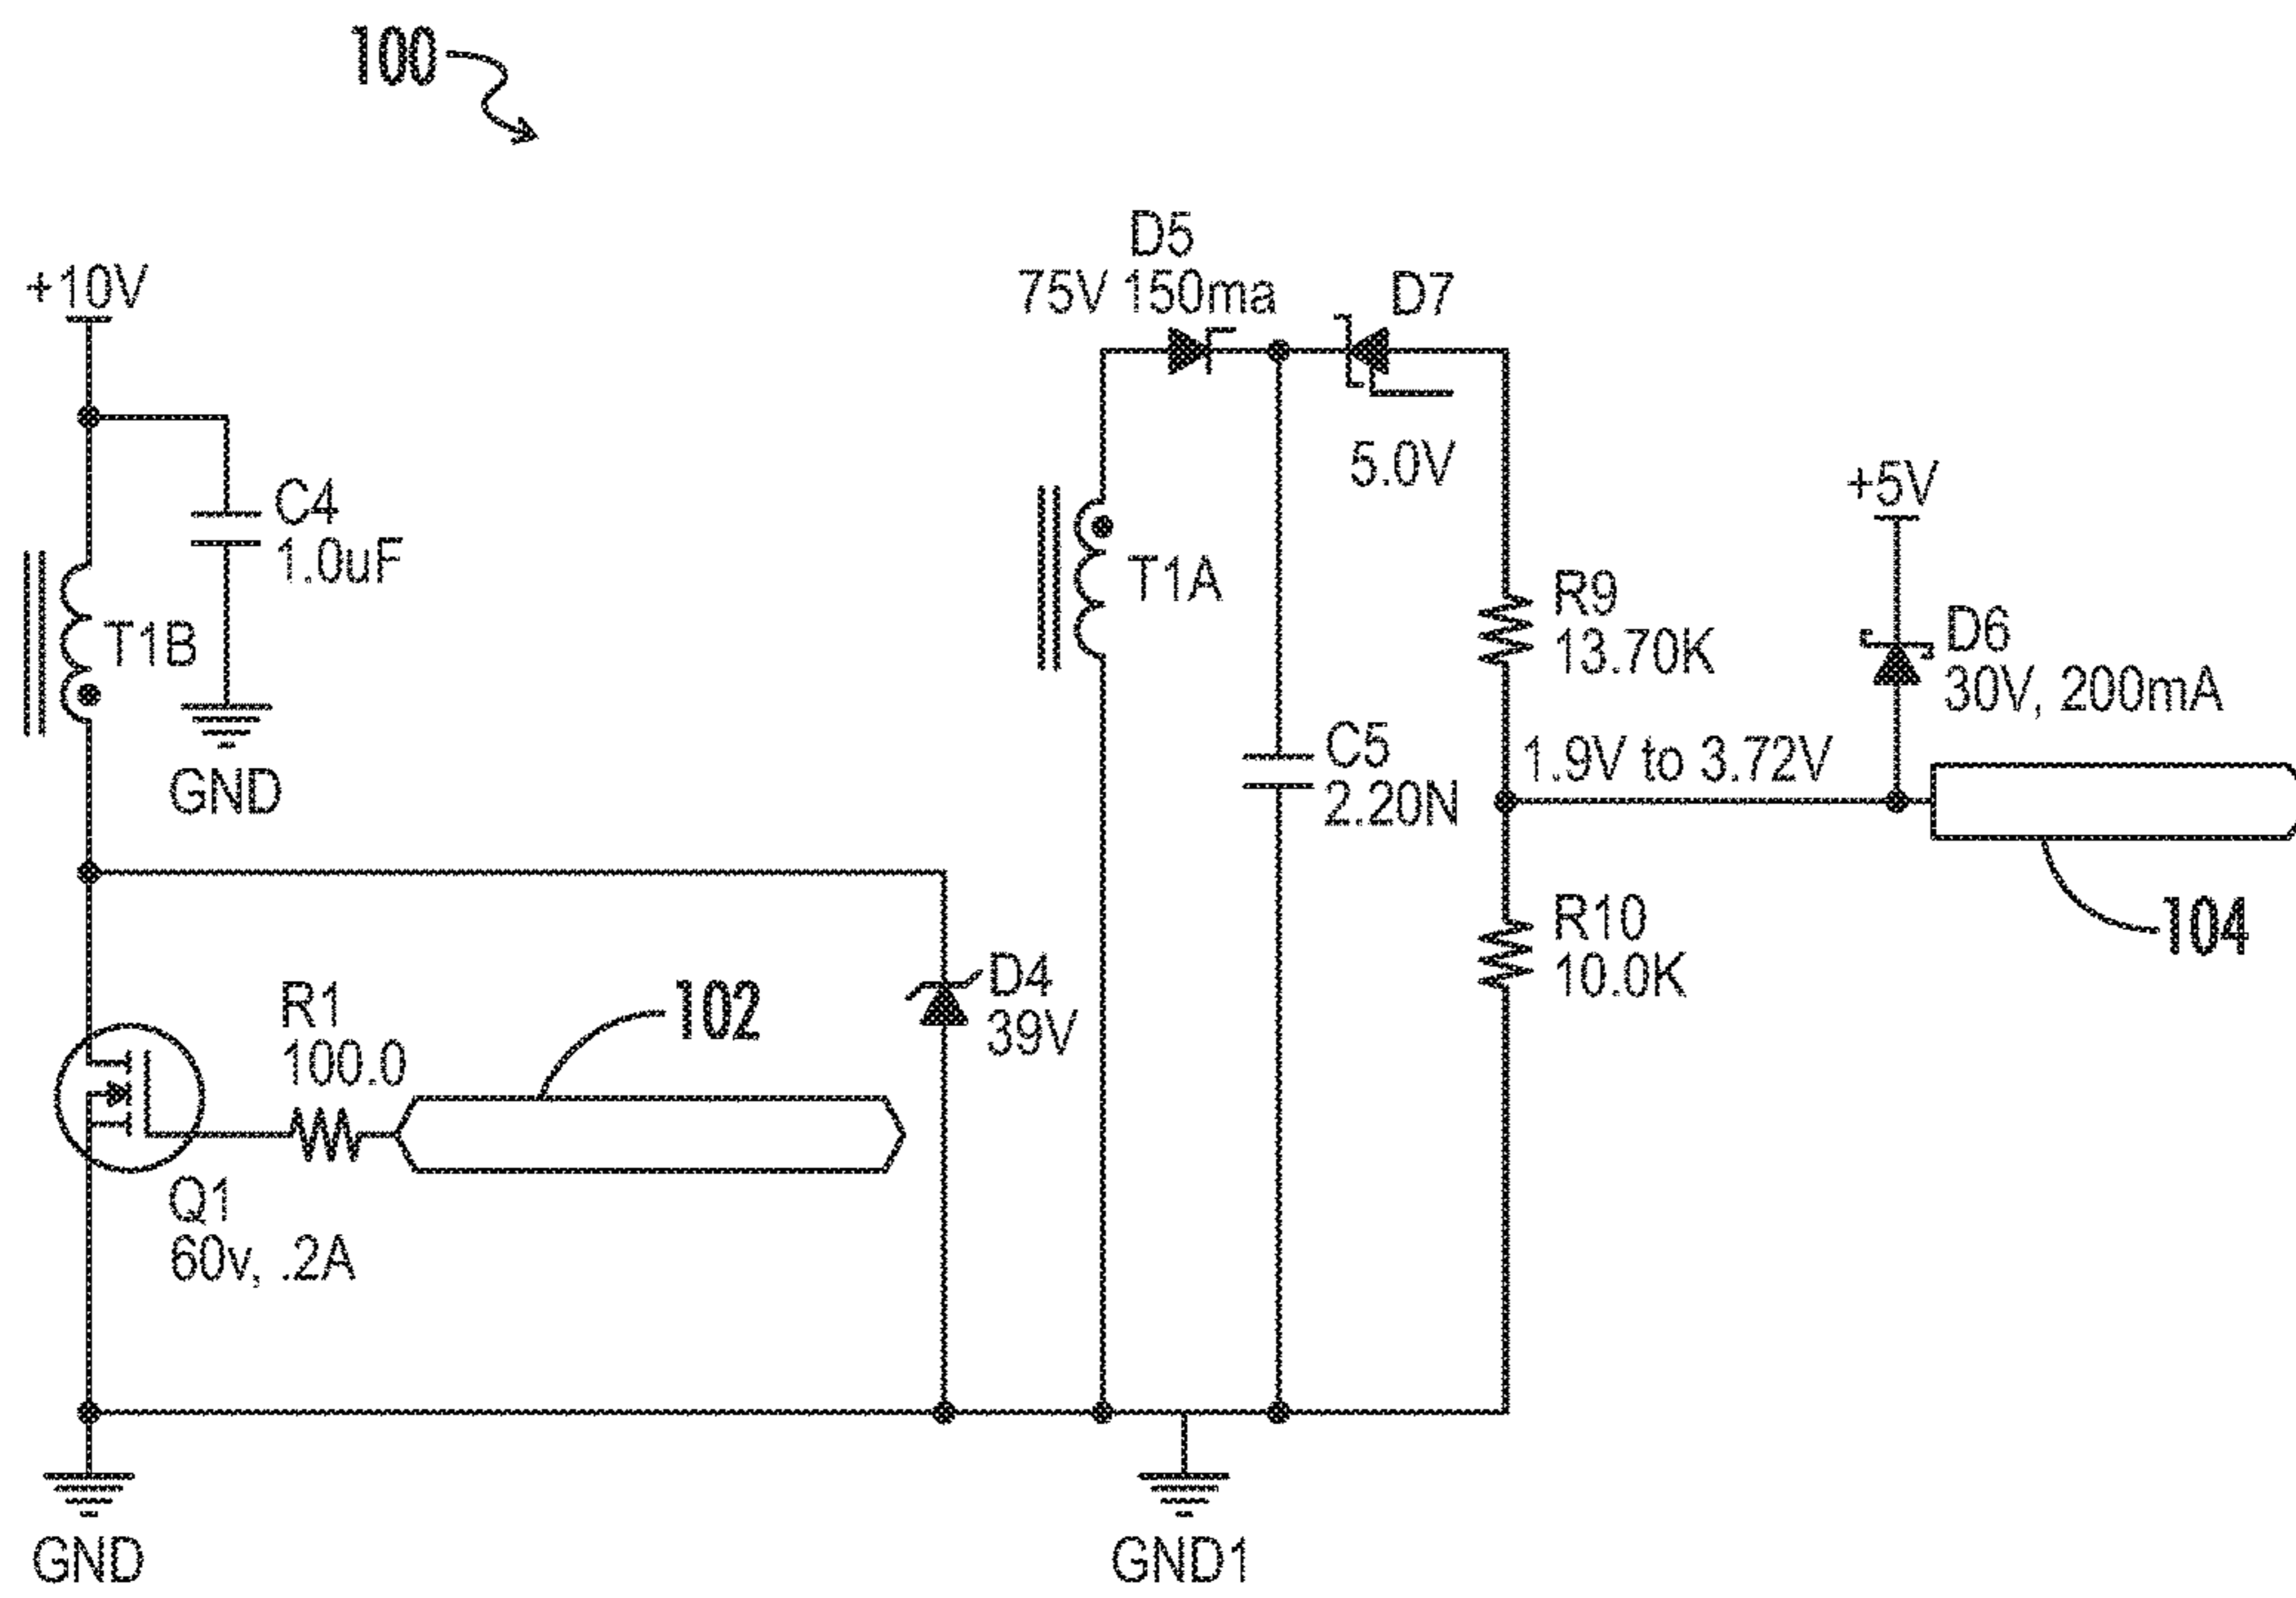 100
+10V
C4
1.0uF
T1B
GND
D5
75V 150ma
D7
5.0V
T1A
C5
2.20N
R9
13.70K
+5V
D6
30V, 200mA
1.9V to 3.72V
104
R10
10.0K
R1
100.0
102
D4
39V
Q1
60v, .2A
GND
GND1